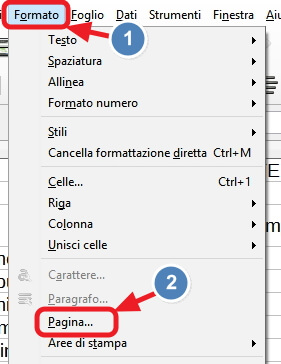 Formato Foglio Dati Strumenti Finestra Aiu
1
Testo
Spaziatura
Allinea
Formato numero
Stili
Cancella formattazione diretta Ctrl+M
Celle... Ctrl+1
Riga
Colonna
Unisci celle
Carattere...
2
Paragrafo...
Pagina...
Aree di stampa